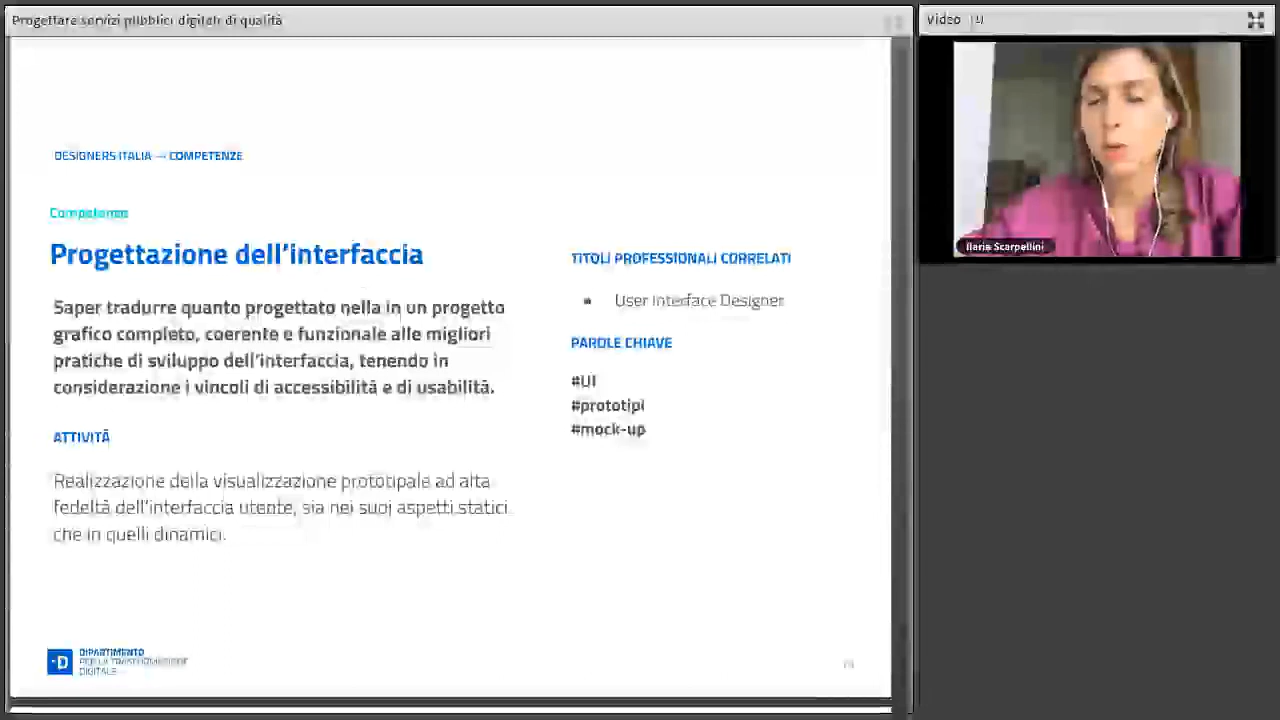 Progettare servizi pubblici digitali di qualità
Video
Ilaria Scarpellini
DESIGNERS ITALIA — COMPETENZE
Competenza
Progettazione dell'interfaccia
Saper tradurre quanto progettato nella in un progetto
grafico completo, coerente e funzionale alle migliori
pratiche di sviluppo dell'interfaccia, tenendo in
considerazione i vincoli di accessibilità e di usabilità.
ATTIVITÀ
Realizzazione della visualizzazione prototipale ad alta
fedeltà dell'interfaccia utente, sia nei suoi aspetti statici
che in quelli dinamici.
TITOLI PROFESSIONALI CORRELATI
User Interface Designer
PAROLE CHIAVE
#UI
#prototipi
#mock-up
DIPARTIMENTO
PER LA TRASFORMAZIONE
DIGITALE